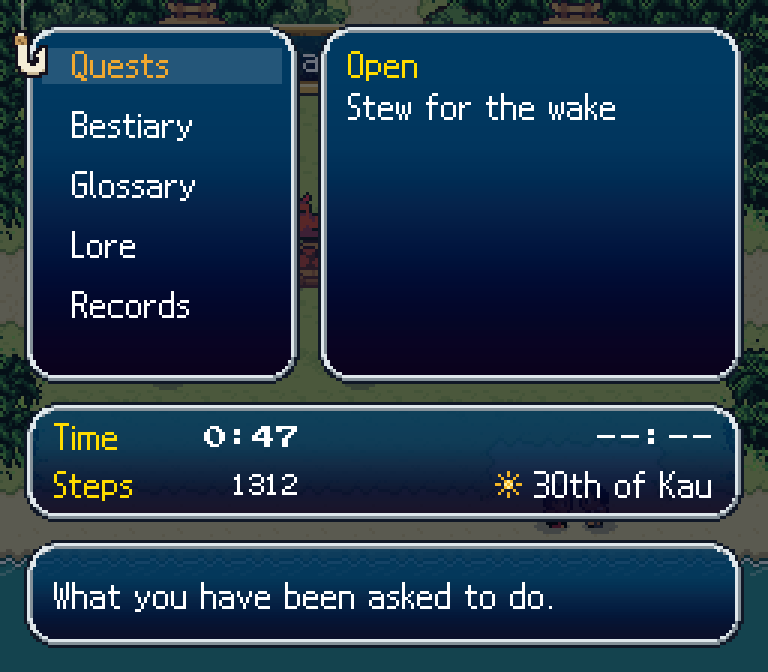 Quests
Bestiary
Glossary
Lore
Records
Open
Stew for the wake
Time 0:47 --:--
Steps 1312 30th of Kau
What you have been asked to do.